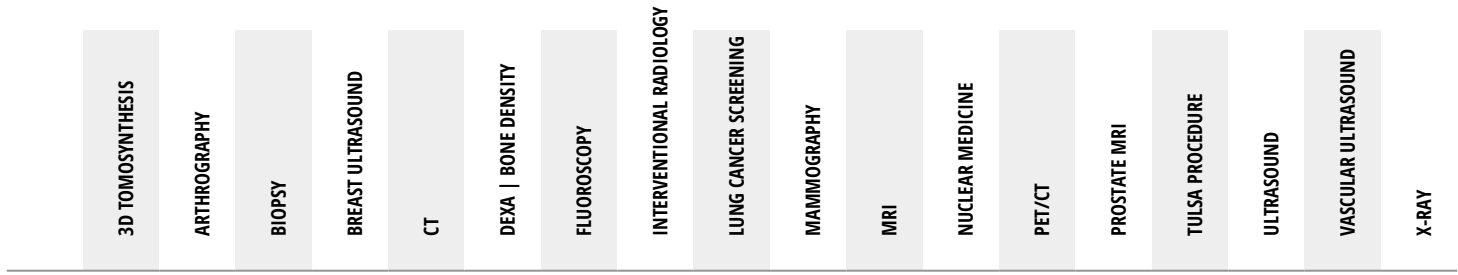 3D TOMOSYNTHESIS
ARTHROGRAPHY
BIOPSY
BREAST ULTRASOUND
CT
DEXA | BONE DENSITY
FLUOROSCOPY
INTERVENTIONAL RADIOLOGY
LUNG CANCER SCREENING
MAMMOGRAPHY
MRI
NUCLEAR MEDICINE
PET/CT
PROSTATE MRI
TULSA PROCEDURE
ULTRASOUND
VASCULAR ULTRASOUND
X-RAY